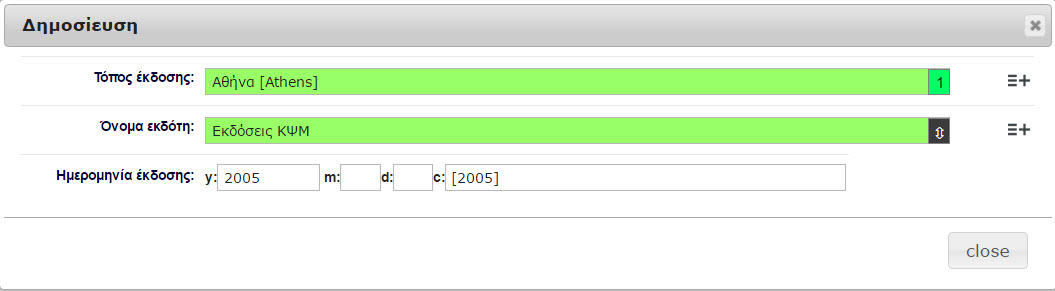 Δημοσίευση
Τόπος έκδοσης: Αθήνα [Athens] 1
Όνομα εκδότη: Εκδόσεις ΚΨΜ
Ημερομηνία έκδοσης: y: 2005 m: d: c: [2005]
close